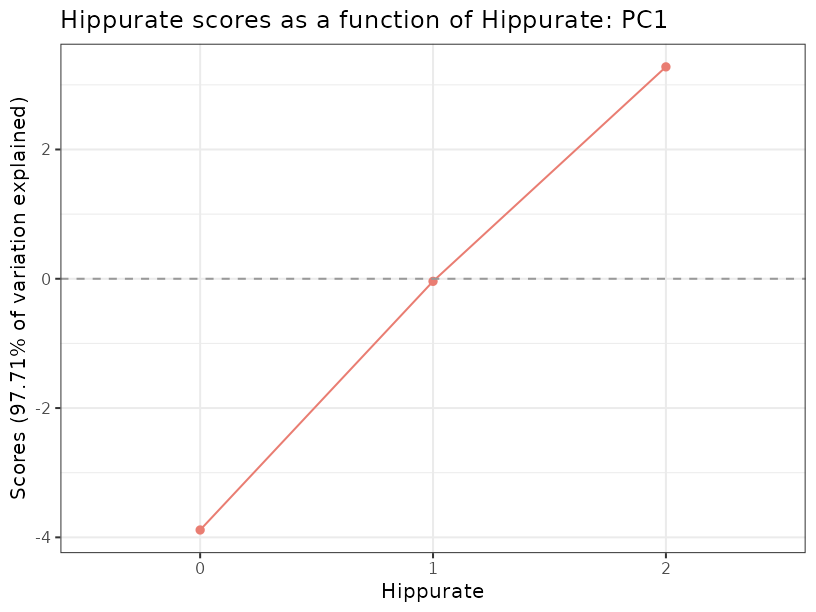 Hippurate scores as a function of Hippurate: PC1
Scores (97.71% of variation explained)
2
0
-2
-4
0 1 2
Hippurate